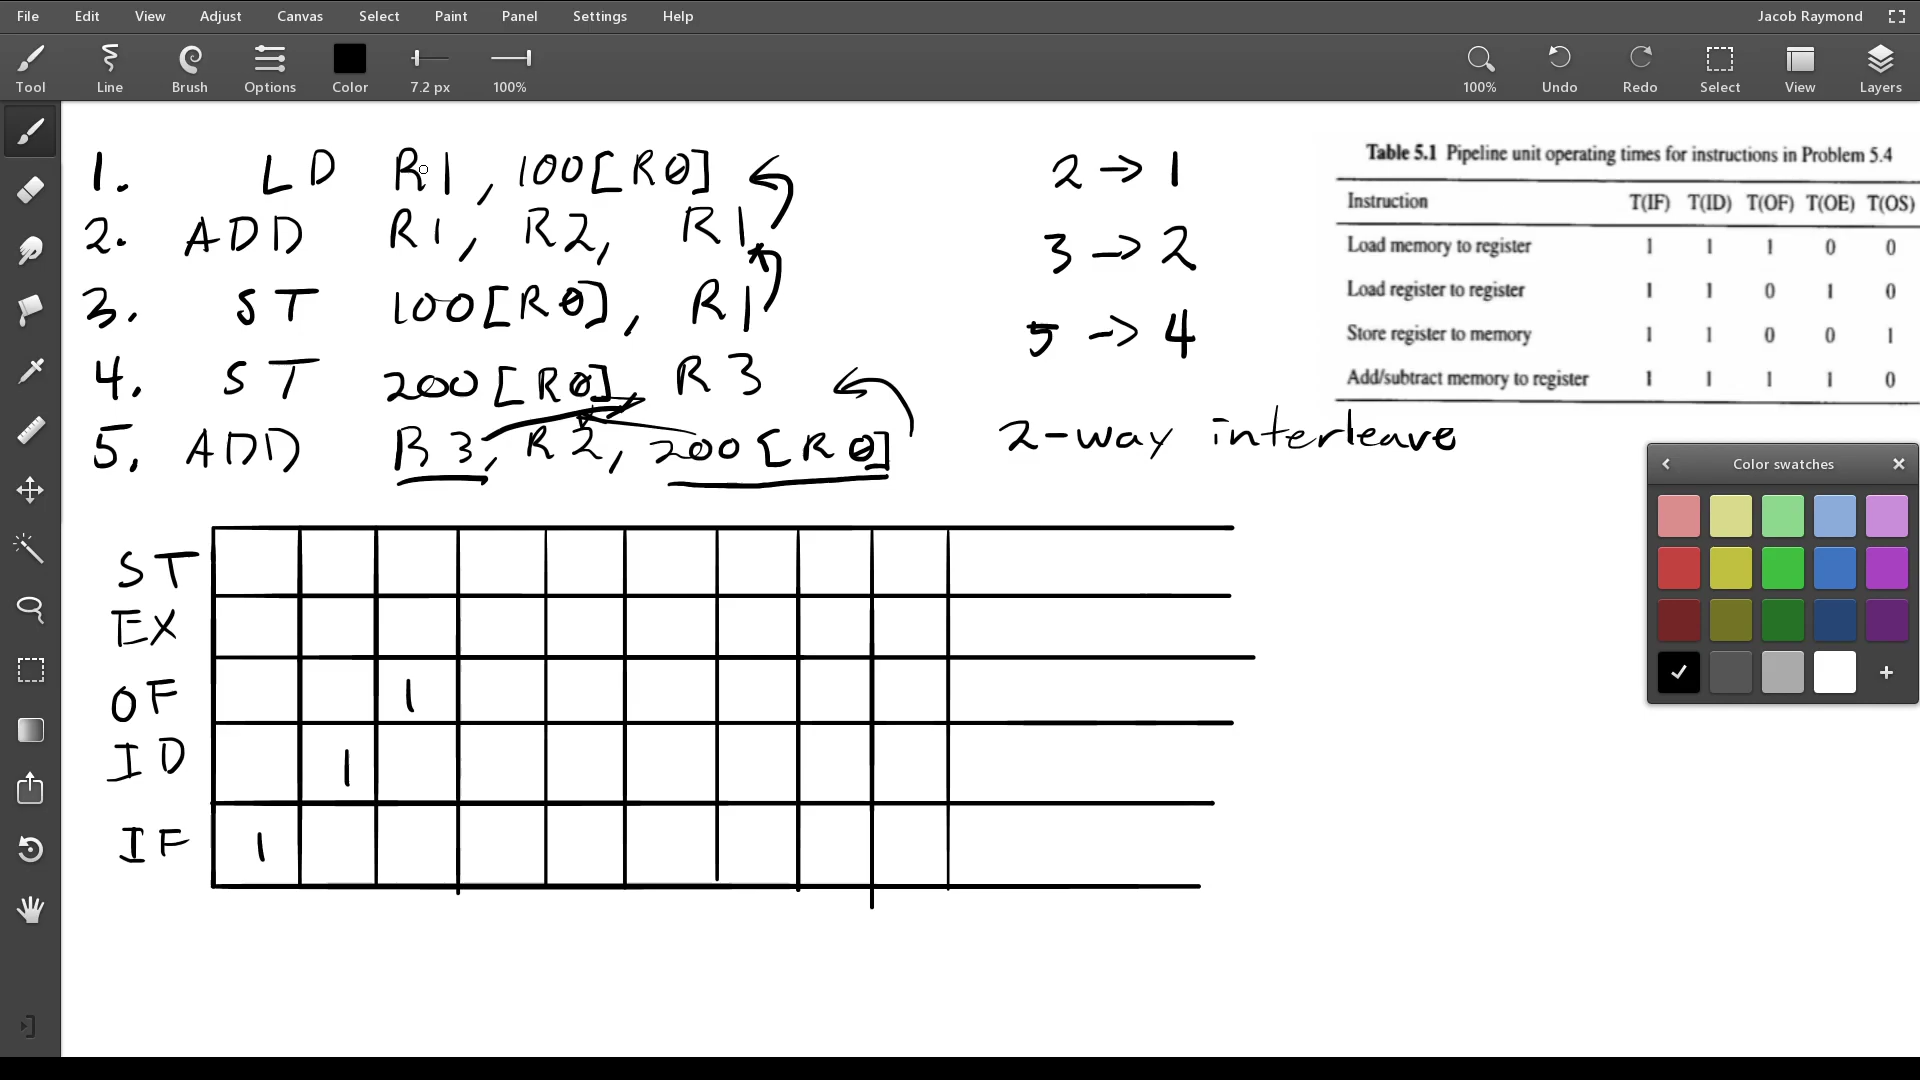 File Edit View Adjust Canvas Select Paint Panel Settings Help Jacob Raymond
Tool Line Brush Options Color 7.2 px 100% 100% Undo Redo Select View Layers
1. LD R1, 100[R0]
2. ADD R1, R2, R1
3. ST 100[R0], R1
4. ST 200[R0], R3
5. ADD R3, R2, 200[R0]
2 -> 1
3 -> 2
5 -> 4
2-way interleave
Table 5.1 Pipeline unit operating times for instructions in Problem 5.4
Instruction T(IF) T(ID) T(OF) T(OE) T(OS)
Load memory to register 1 1 1 0 0
Load register to register 1 1 0 1 0
Store register to memory 1 1 0 0 1
Add/subtract memory to register 1 1 1 1 0
Color swatches
ST
EX
OF 1
ID 1
IF 1